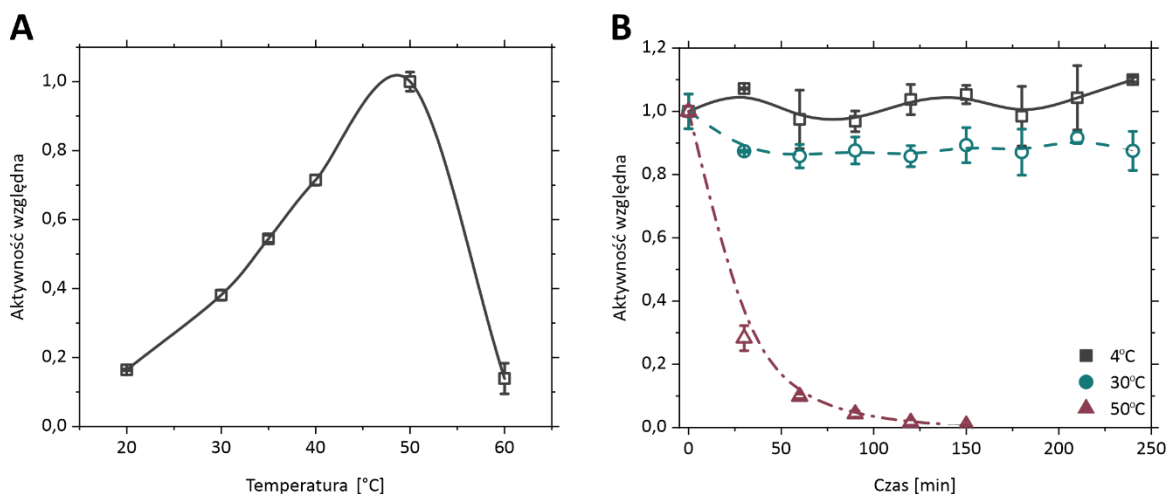 A
Aktywność względna
1,0
0,8
0,6
0,4
0,2
0,0
20
30
40
50
60
Temperatura [°C]
B
Aktywność względna
1,2
1,0
0,8
0,6
0,4
0,2
0,0
4°C
30°C
50°C
0
50
100
150
200
250
Czas [min]